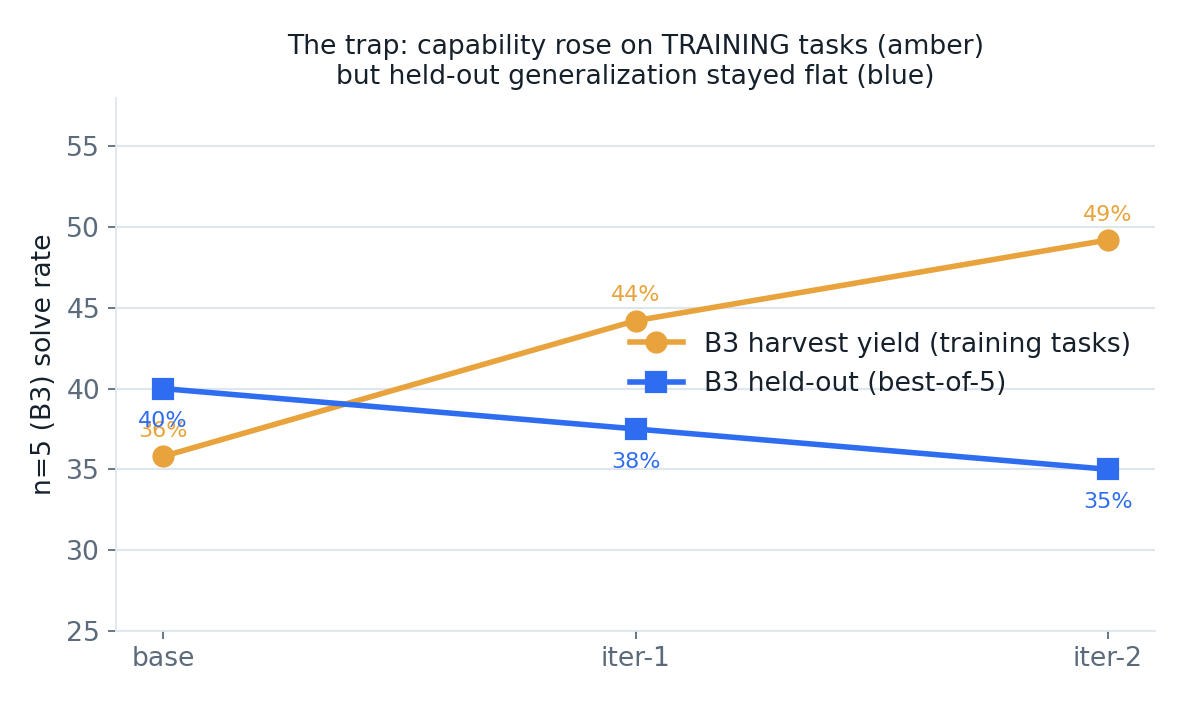 The trap: capability rose on TRAINING tasks (amber)
but held-out generalization stayed flat (blue)
n=5 (B3) solve rate
55
50
45
40
35
30
25
49%
44%
40%
36%
38%
35%
B3 harvest yield (training tasks)
B3 held-out (best-of-5)
base
iter-1
iter-2